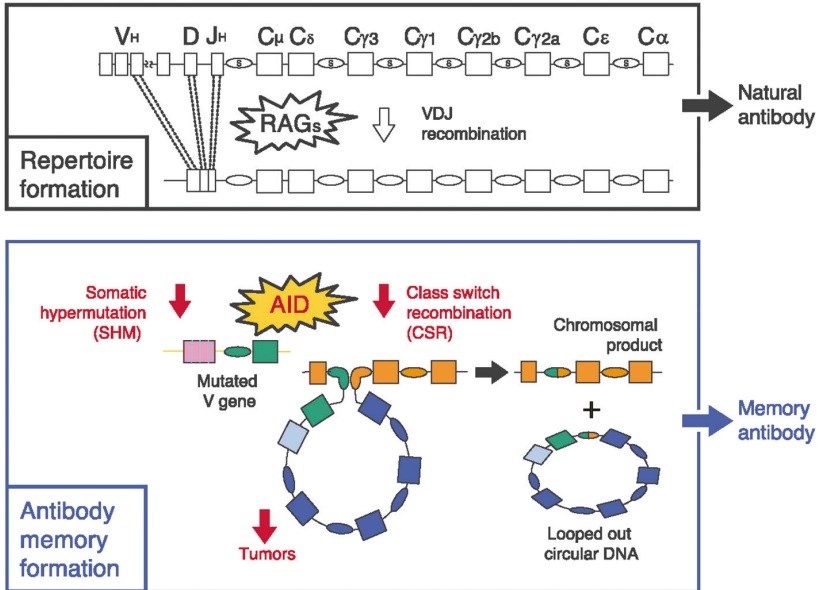 VH D JH Cμ Cδ Cγ3 Cγ1 Cγ2b Cγ2a Cε Cα
S S S S S S S
RAGs
VDJ
recombination
Natural
antibody
Repertoire
formation
Somatic
hypermutation
(SHM)
AID
Class switch
recombination
(CSR)
Chromosomal
product
Mutated
V gene
+
Memory
antibody
Tumors
Looped out
circular DNA
Antibody
memory
formation